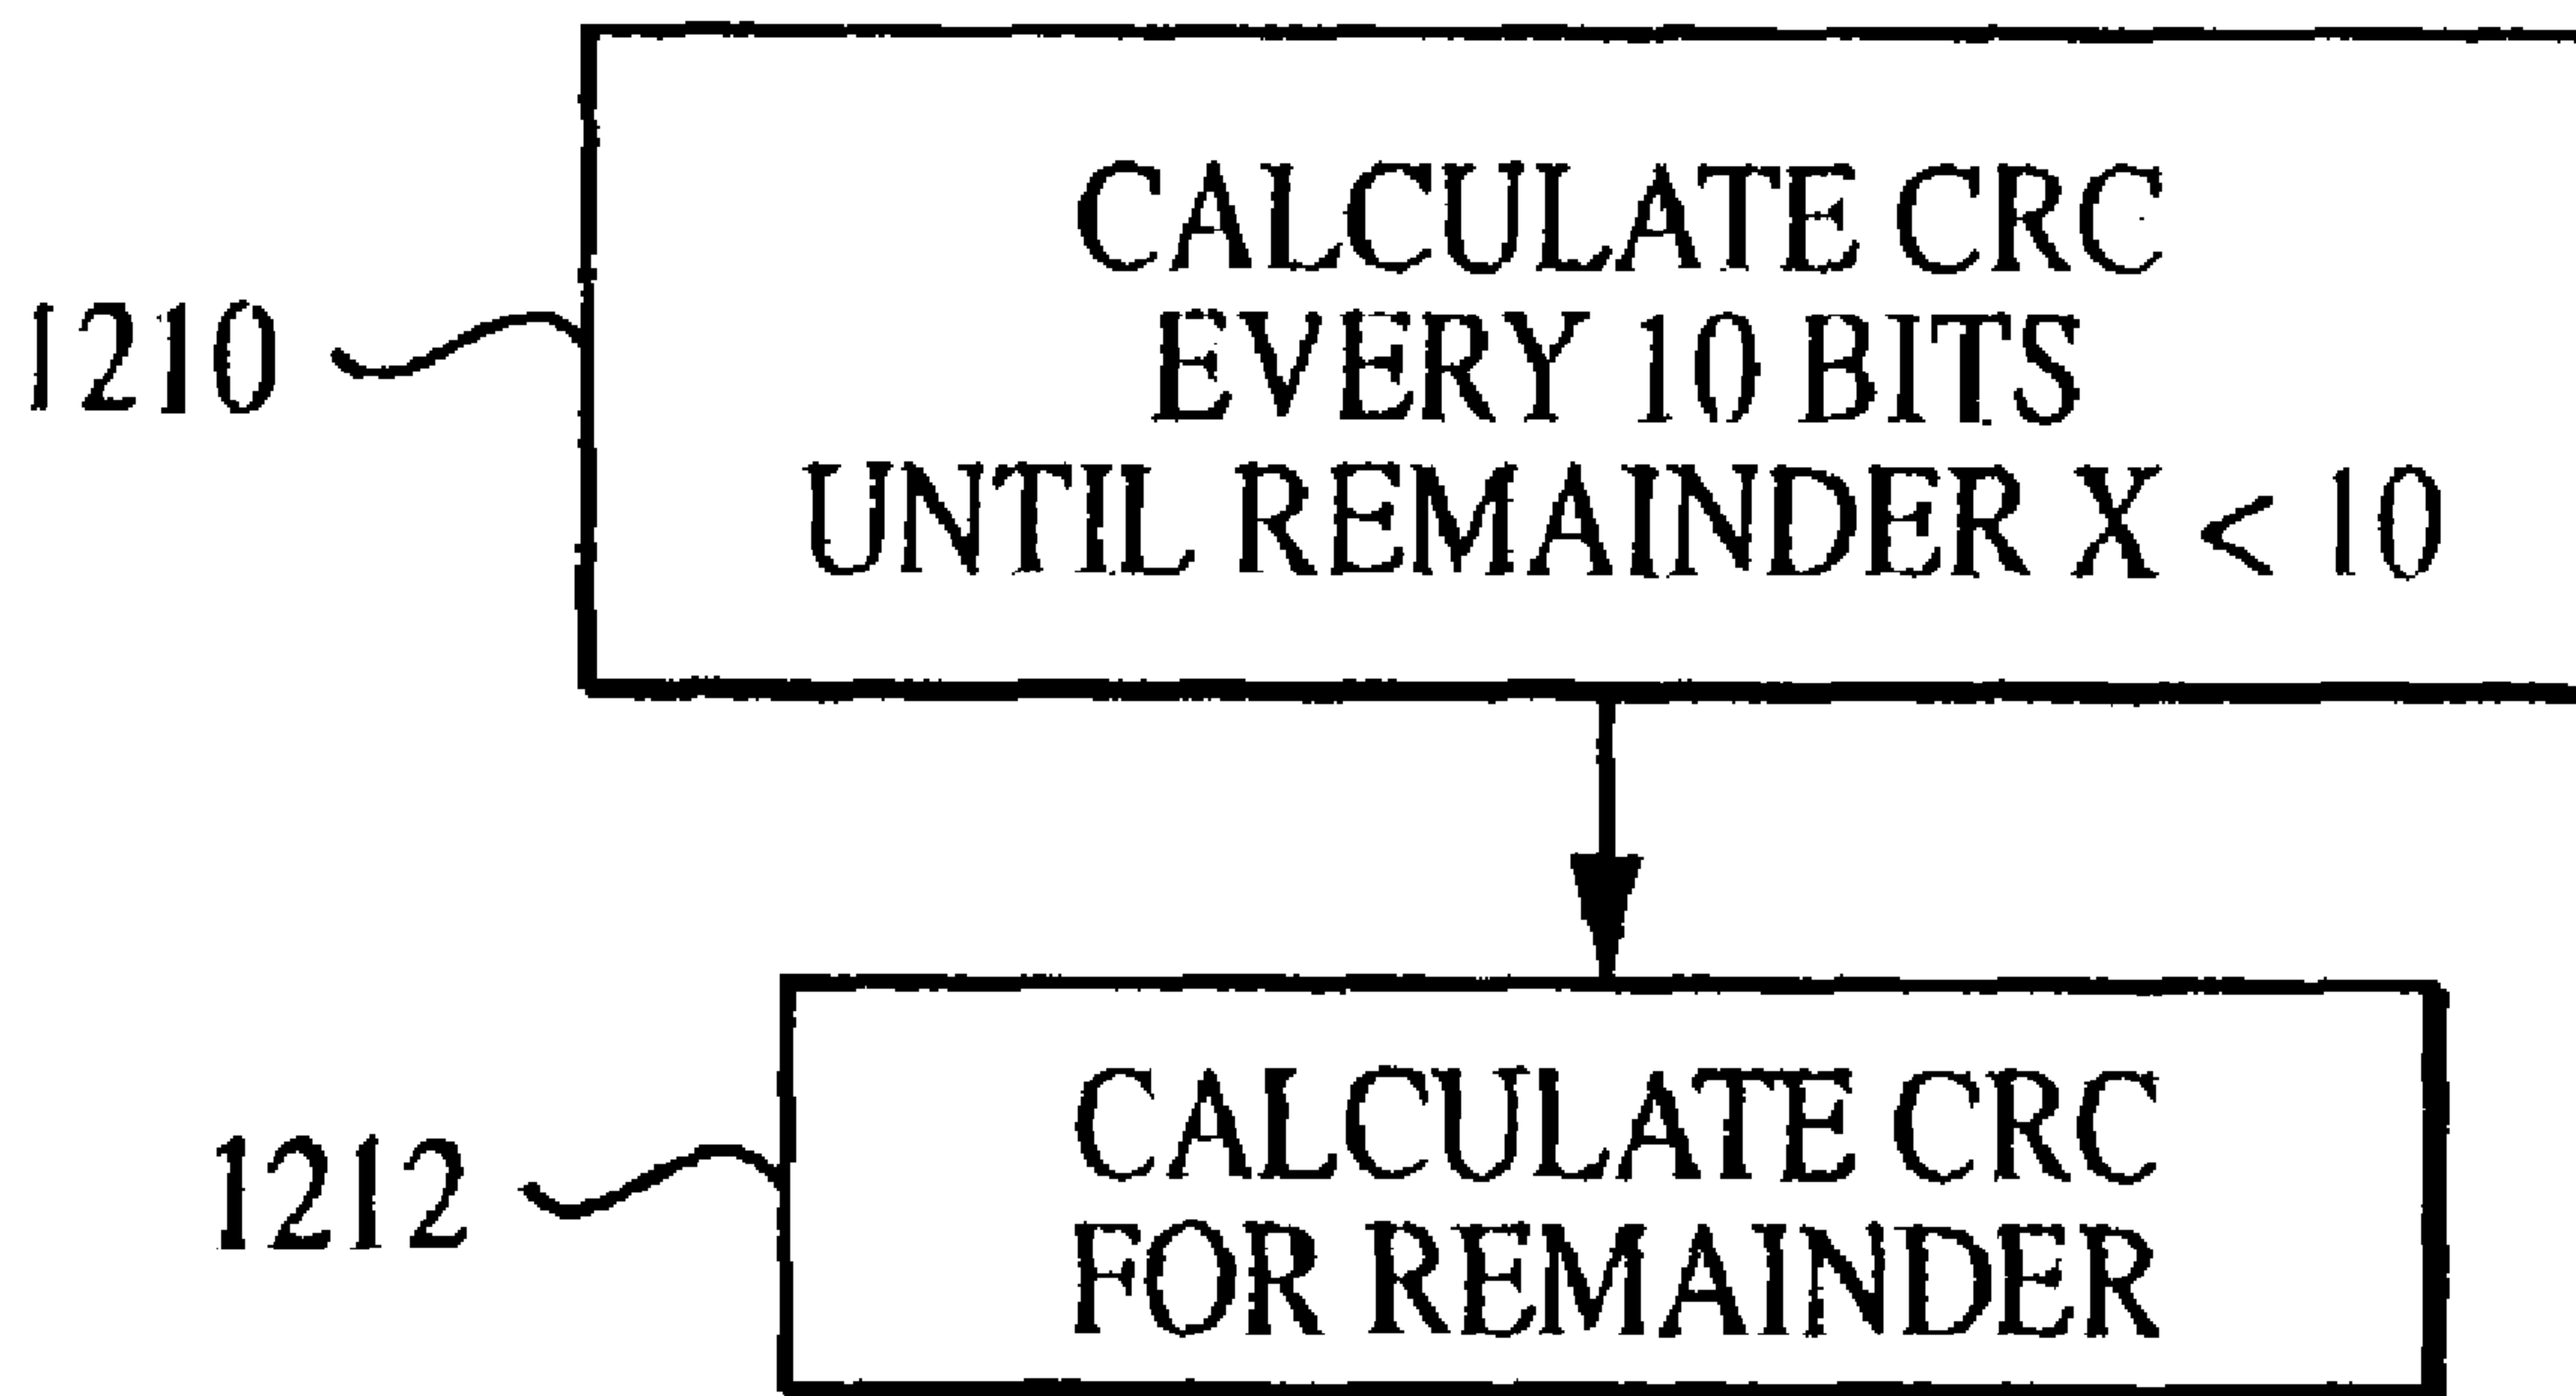 CALCULATE CRC
EVERY 10 BITS
UNTIL REMAINDER X < 10
1210
CALCULATE CRC
FOR REMAINDER
1212